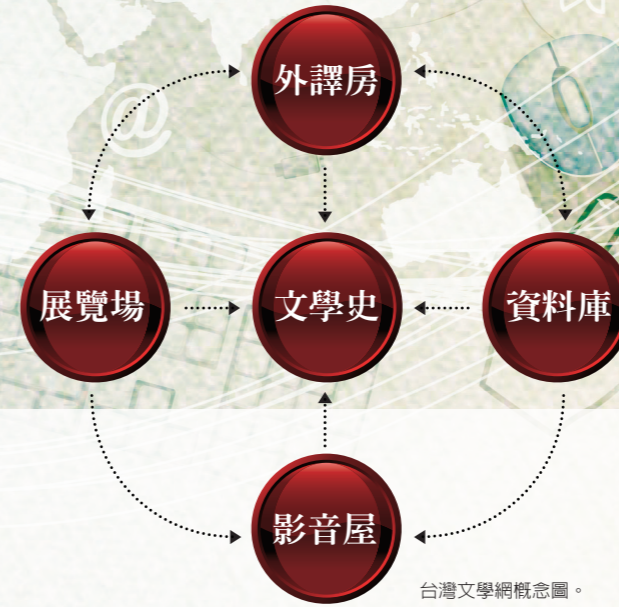 外譯房
@
展覽場
文學史
資料庫
影音屋
台灣文學網概念圖。